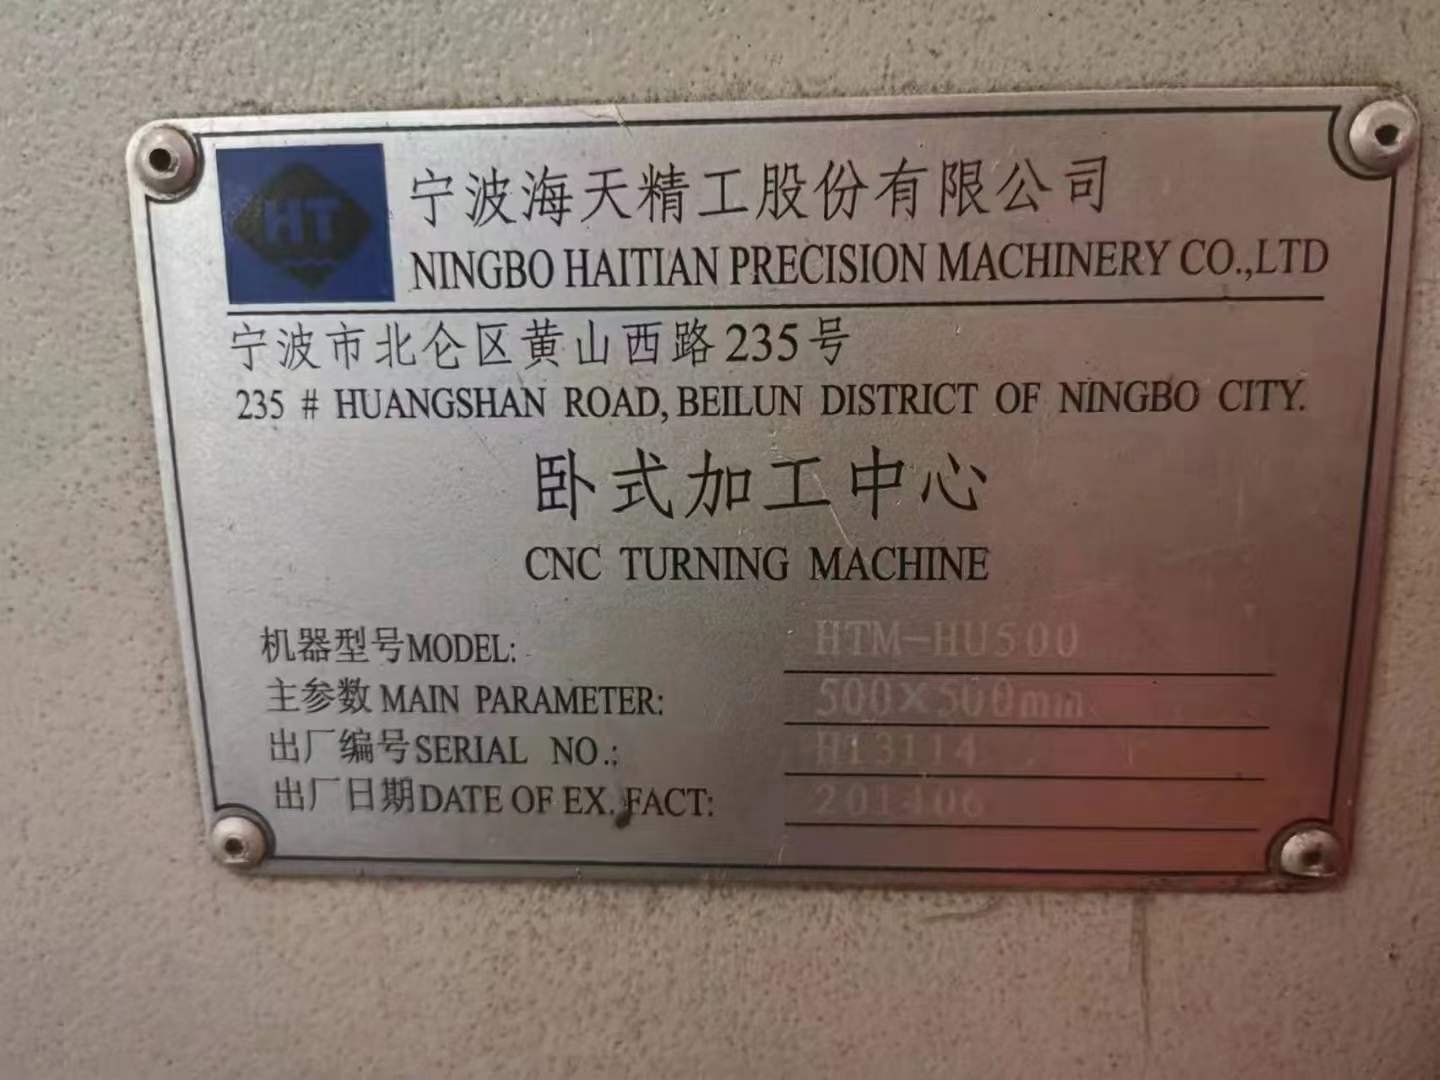 HT
宁波海天精工股份有限公司
NINGBO HAITIAN PRECISION MACHINERY CO.,LTD
宁波市北仑区黄山西路235号
235 # HUANGSHAN ROAD, BEILUN DISTRICT OF NINGBO CITY.
卧式加工中心
CNC TURNING MACHINE
机器型号MODEL: HTM-HU500
主参数 MAIN PARAMETER: 500×500mm
出厂编号SERIAL NO.: H13114
出厂日期DATE OF EX. FACT: 201406